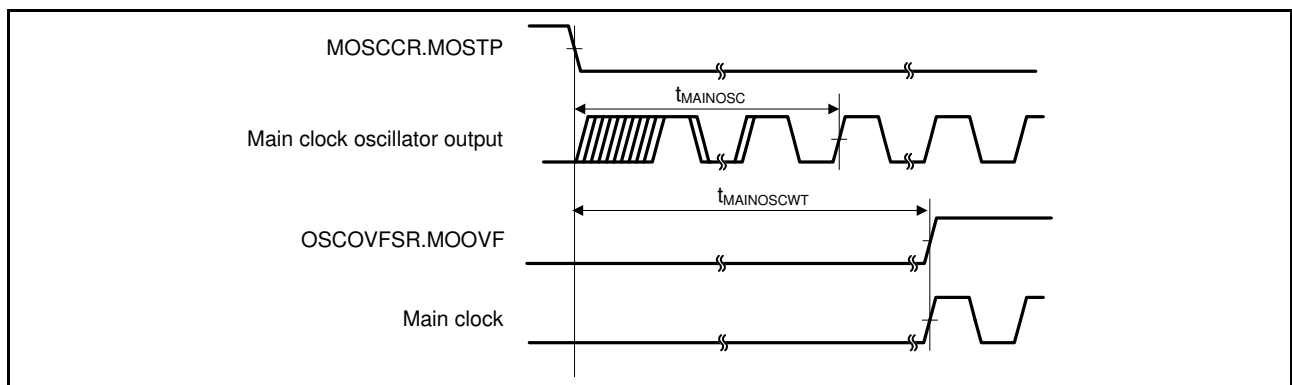 MOSCCR.MOSTP
tMAINOSC
Main clock oscillator output
tMAINOSCWT
OSCOVFSR.MOOVF
Main clock